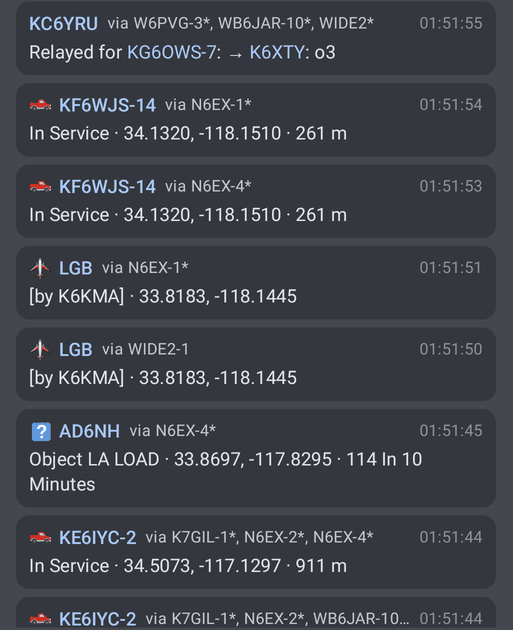 KC6YRU via W6PVG-3*, WB6JAR-10*, WIDE2* 01:51:55
Relayed for KG6OWS-7: → K6XTY: o3
KF6WJS-14 via N6EX-1* 01:51:54
In Service · 34.1320, -118.1510 · 261 m
KF6WJS-14 via N6EX-4* 01:51:53
In Service · 34.1320, -118.1510 · 261 m
LGB via N6EX-1* 01:51:51
[by K6KMA] · 33.8183, -118.1445
LGB via WIDE2-1 01:51:50
[by K6KMA] · 33.8183, -118.1445
? AD6NH via N6EX-4* 01:51:45
Object LA LOAD · 33.8697, -117.8295 · 114 In 10
Minutes
KE6IYC-2 via K7GIL-1*, N6EX-2*, N6EX-4* 01:51:44
In Service · 34.5073, -117.1297 · 911 m
KE6IYC-2 via K7GIL-1*, N6EX-2*, WB6JAR-10... 01:51:44